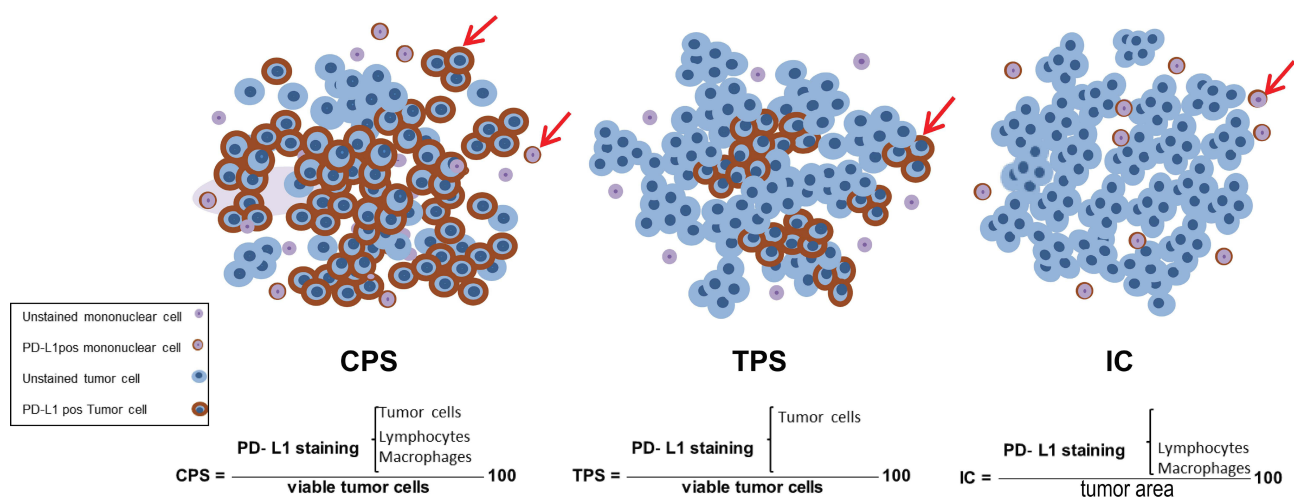 CPS
TPS
IC
Unstained mononuclear cell
PD-L1pos mononuclear cell
Unstained tumor cell
PD-L1 pos Tumor cell
CPS = PD- L1 staining
Tumor cells
Lymphocytes
Macrophages
viable tumor cells
100
TPS = PD- L1 staining
Tumor cells
viable tumor cells
100
IC = PD- L1 staining
Lymphocytes
Macrophages
tumor area
100